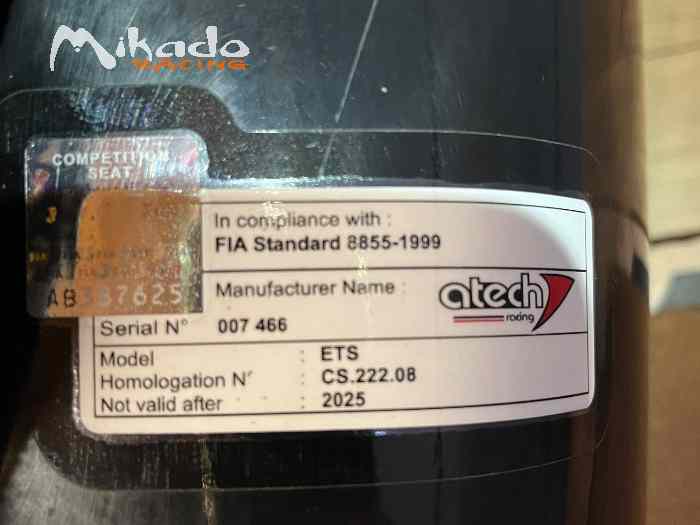 Mikado
RACING
COMPETITION
SEAT
In compliance with :
FIA Standard 8855-1999
Manufacturer Name :
atech
racing
Serial N° 007 466
Model : ETS
Homologation N° : CS.222.08
Not valid after : 2025